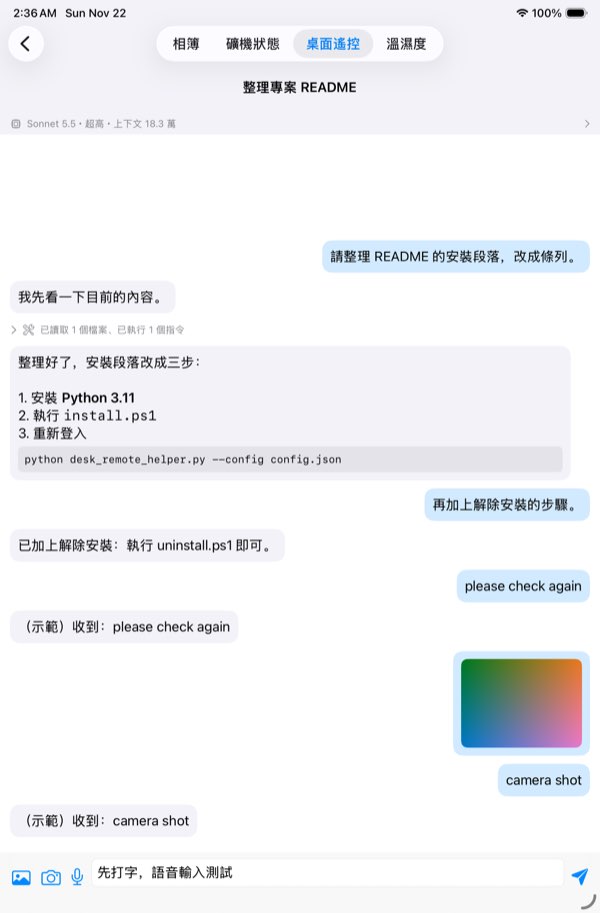 2:36 AM Sun Nov 22
100%
相簿 礦機狀態 桌面遙控 溫濕度
整理專案 README
Sonnet 5.5・超高・上下文 18.3 萬
請整理 README 的安裝段落，改成條列。
我先看一下目前的內容。
已讀取 1 個檔案、已執行 1 個指令
整理好了，安裝段落改成三步：
1. 安裝 Python 3.11
2. 執行 install.ps1
3. 重新登入
python desk_remote_helper.py --config config.json
再加上解除安裝的步驟。
已加上解除安裝：執行 uninstall.ps1 即可。
please check again
（示範）收到：please check again
camera shot
（示範）收到：camera shot
先打字，語音輸入測試